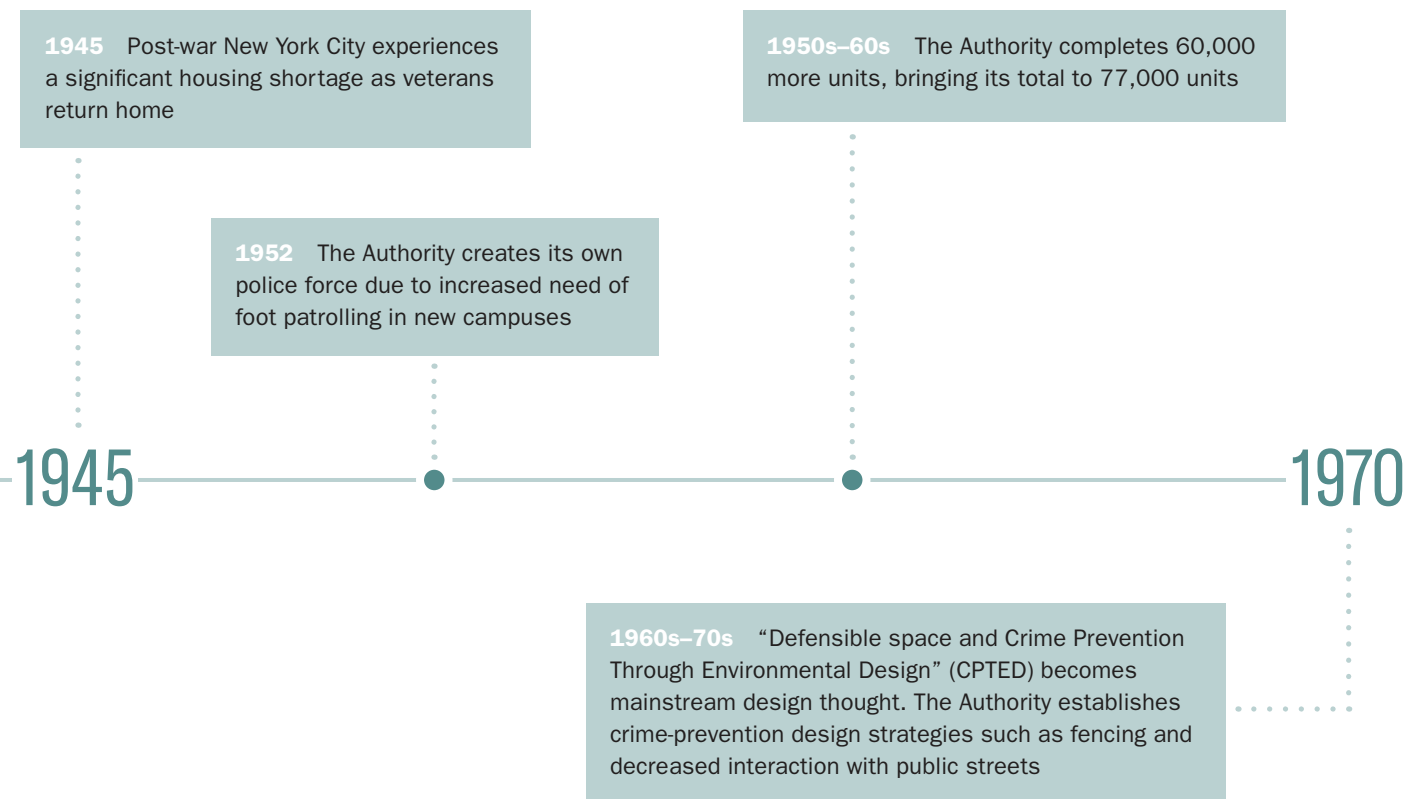 1945 Post-war New York City experiences
a significant housing shortage as veterans
return home
1950s–60s The Authority completes 60,000
more units, bringing its total to 77,000 units
1952 The Authority creates its own
police force due to increased need of
foot patrolling in new campuses
1945
1970
1960s–70s “Defensible space and Crime Prevention
Through Environmental Design” (CPTED) becomes
mainstream design thought. The Authority establishes
crime-prevention design strategies such as fencing and
decreased interaction with public streets